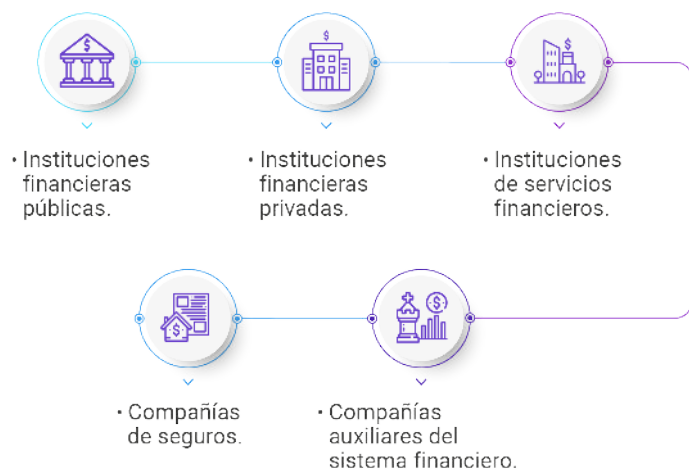 · Instituciones
financieras
públicas.
· Instituciones
financieras
privadas.
· Instituciones
de servicios
financieros.
· Compañías
de seguros.
· Compañías
auxiliares del
sistema financiero.